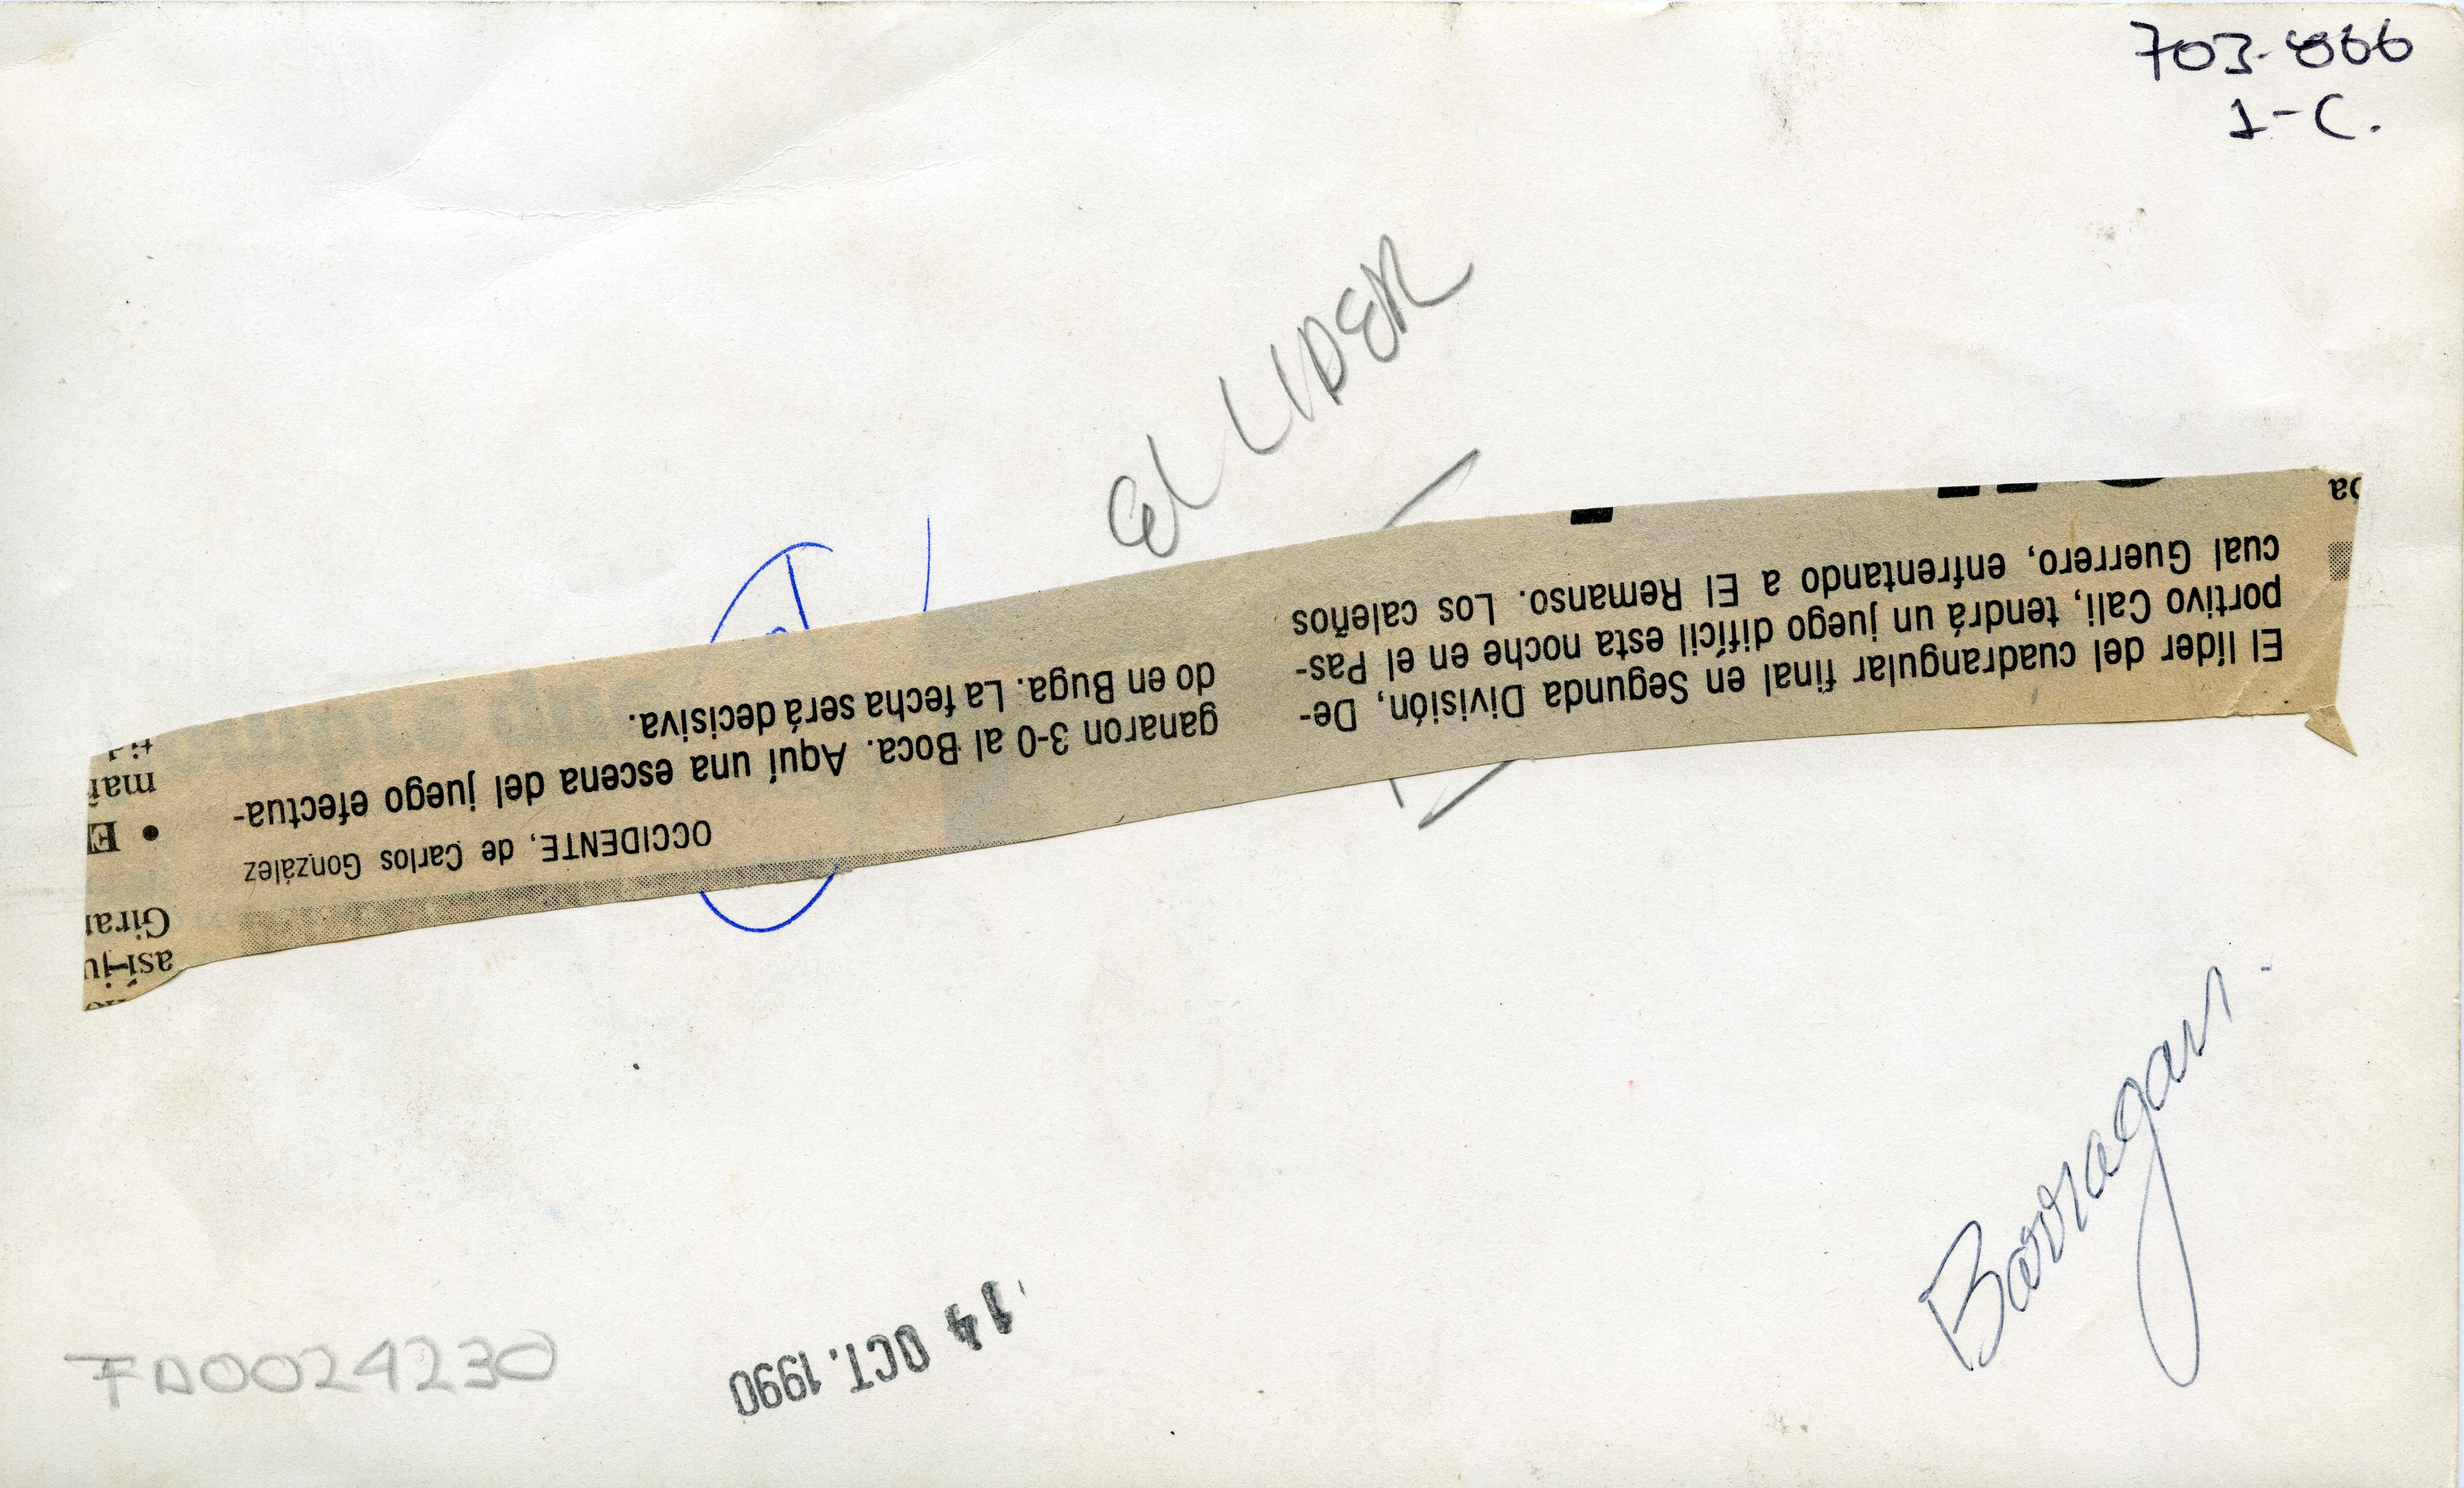 703-866
1-C.
EL LIDER
El líder del cuadrangular final en Segunda División, De-
portivo Cali, tendrá un juego difícil esta noche en el Pas-
cual Guerrero, enfrentando a El Remanso. Los caleños
ganaron 3-0 al Boca. Aquí una escena del juego efectua-
do en Buga. La fecha será decisiva.
OCCIDENTE, de Carlos González
• E
Girar
así-ju
Barragan.
14 OCT. 1990
FA0024230